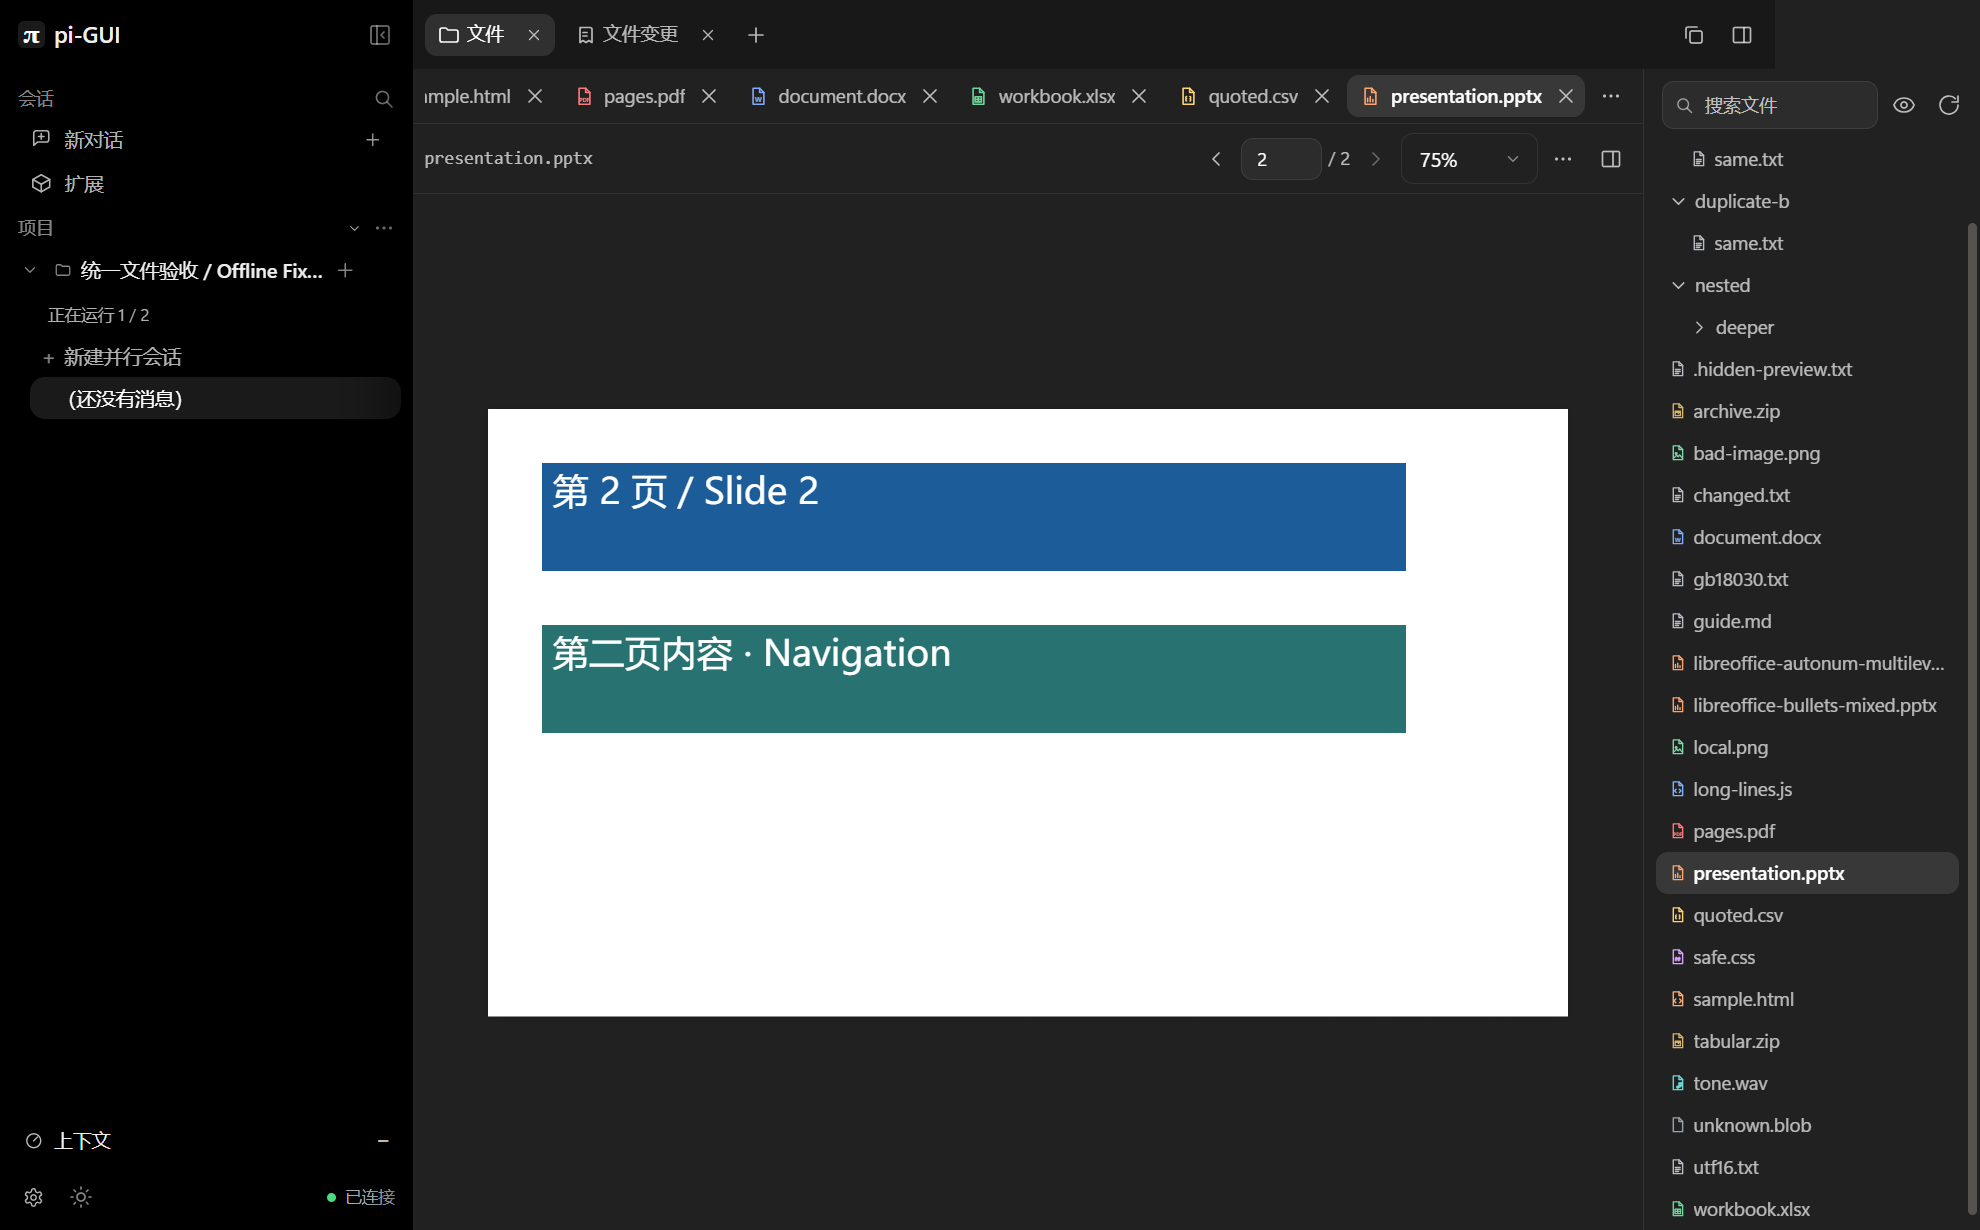 π pi-GUI
会话
新对话
扩展
项目
统一文件验收 / Offline Fix...
正在运行 1 / 2
+ 新建并行会话
(还没有消息)
上下文
已连接
文件
文件变更
mple.html
pages.pdf
document.docx
workbook.xlsx
quoted.csv
presentation.pptx
presentation.pptx
2 / 2
75%
第 2 页 / Slide 2
第二页内容 · Navigation
搜索文件
same.txt
duplicate-b
same.txt
nested
deeper
.hidden-preview.txt
archive.zip
bad-image.png
changed.txt
document.docx
gb18030.txt
guide.md
libreoffice-autonum-multilev...
libreoffice-bullets-mixed.pptx
local.png
long-lines.js
pages.pdf
presentation.pptx
quoted.csv
safe.css
sample.html
tabular.zip
tone.wav
unknown.blob
utf16.txt
workbook.xlsx